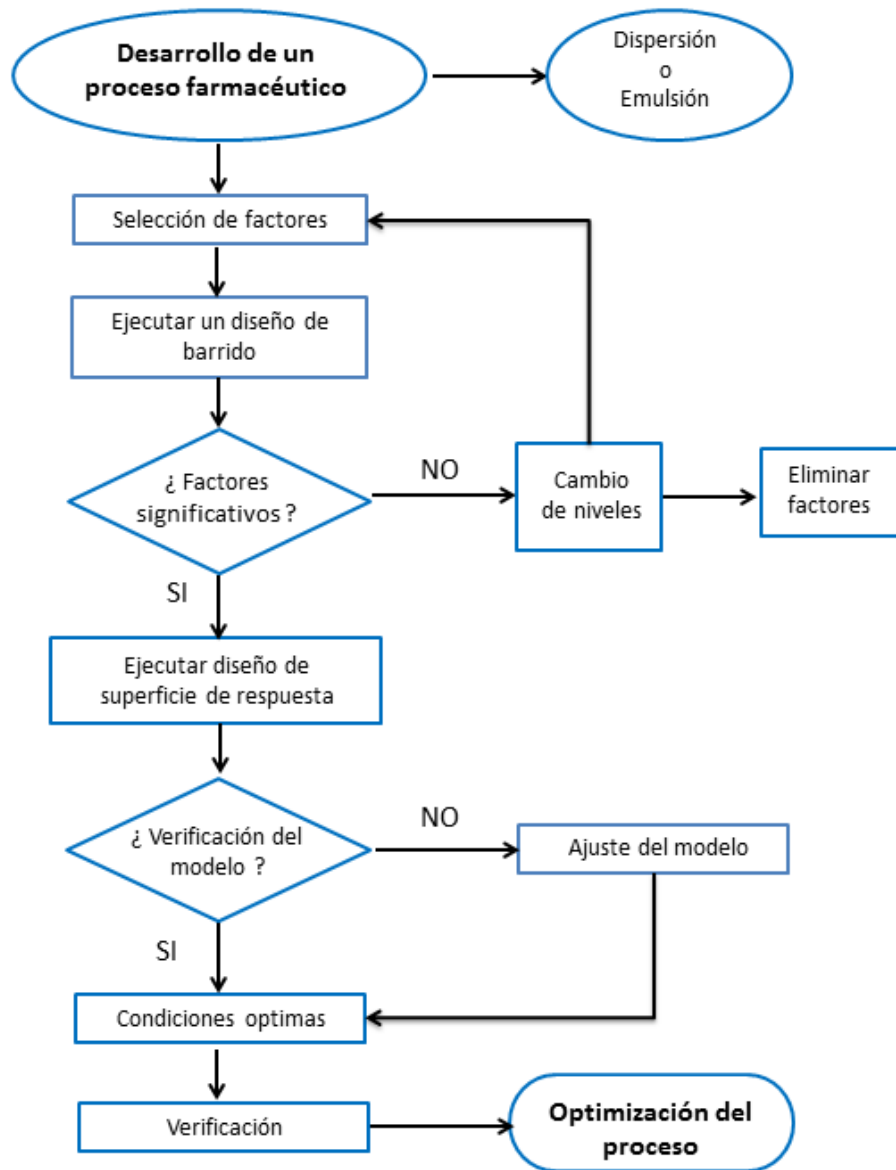 Desarrollo de un
proceso farmacéutico
Dispersión
o
Emulsión
Selección de factores
Ejecutar un diseño de
barrido
¿ Factores
significativos ?
NO
Cambio
de niveles
Eliminar
factores
SI
Ejecutar diseño de
superficie de respuesta
¿ Verificación del
modelo ?
NO
Ajuste del modelo
SI
Condiciones optimas
Verificación
Optimización del
proceso